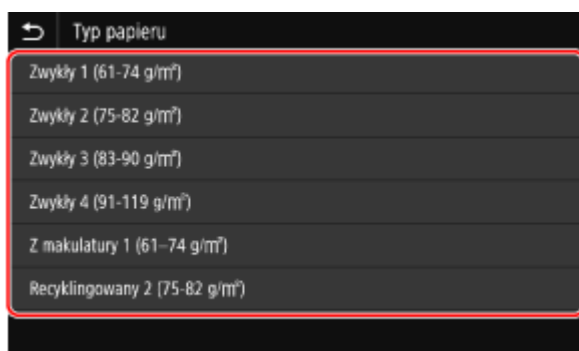 Typ papieru
Zwykły 1 (61-74 g/m²)
Zwykły 2 (75-82 g/m²)
Zwykły 3 (83-90 g/m²)
Zwykły 4 (91-119 g/m²)
Z makulatury 1 (61–74 g/m²)
Recyklingowany 2 (75-82 g/m²)